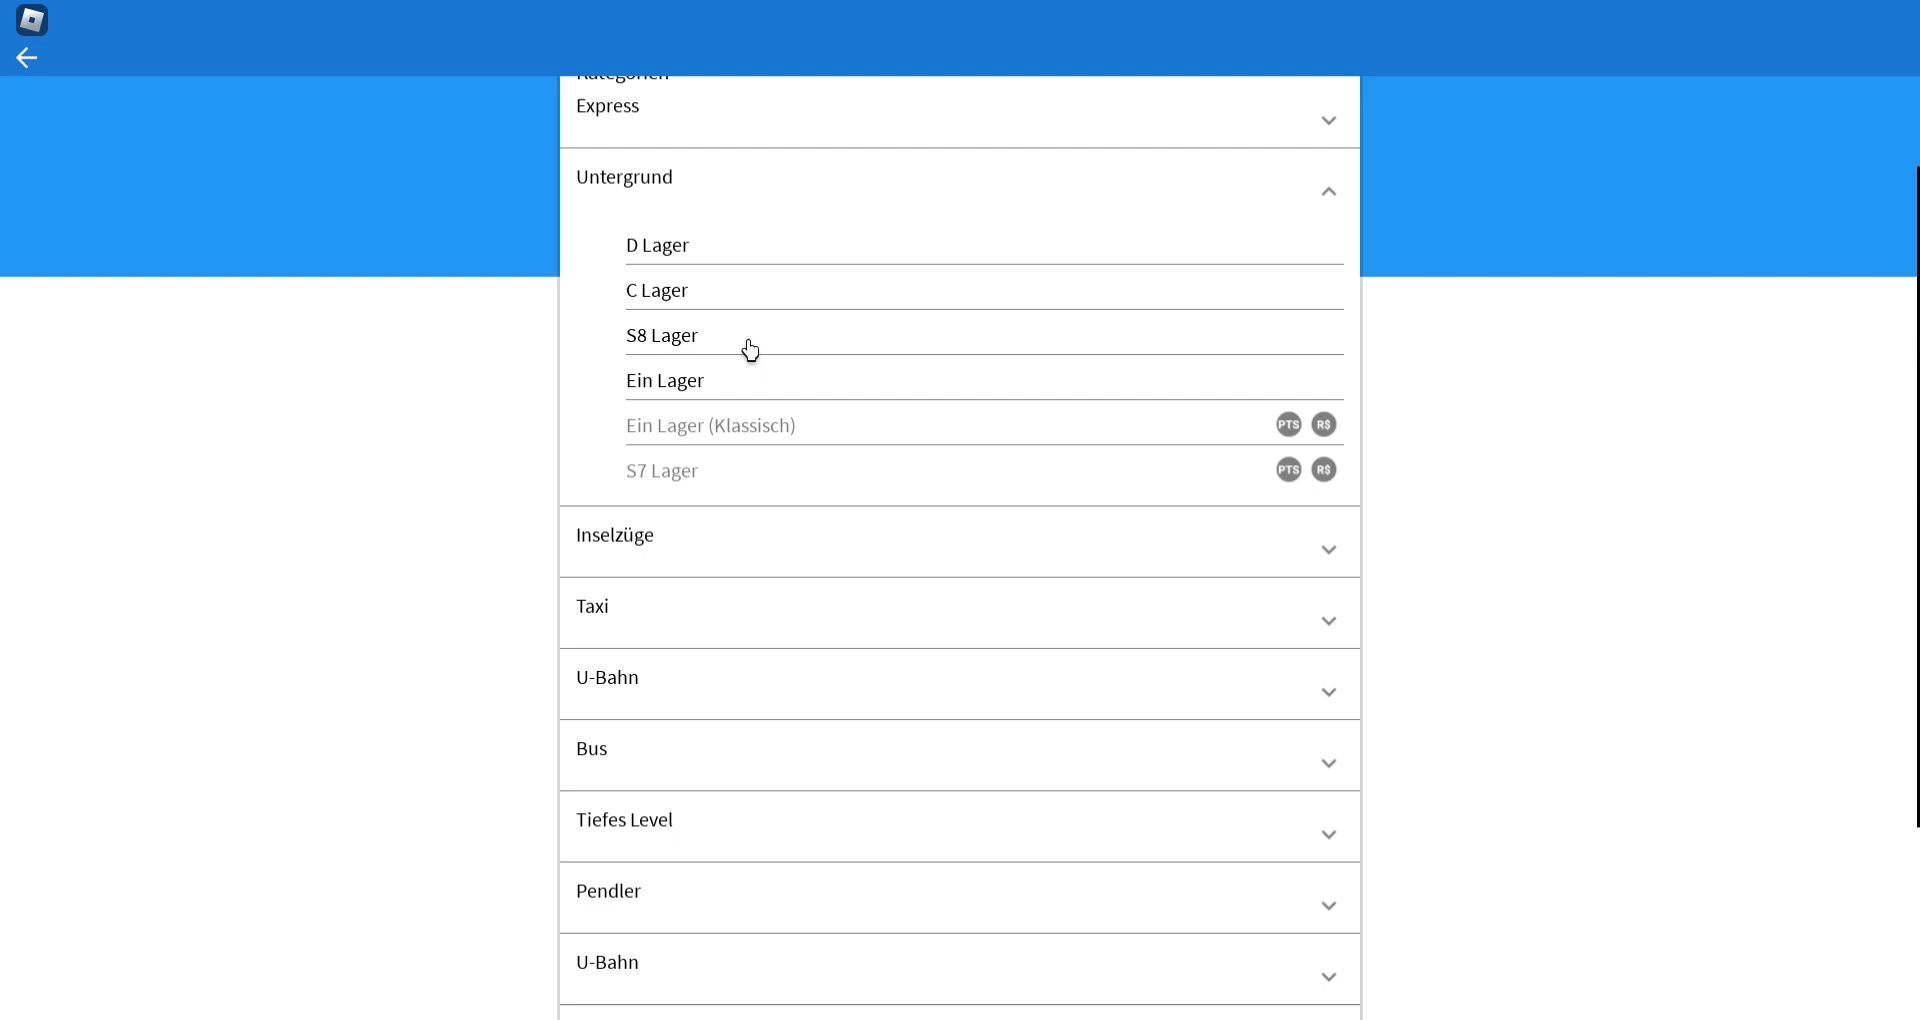 Kategorien
Express
Untergrund
D Lager
C Lager
S8 Lager
Ein Lager
Ein Lager (Klassisch) PTS R$
S7 Lager PTS R$
Inselzüge
Taxi
U-Bahn
Bus
Tiefes Level
Pendler
U-Bahn